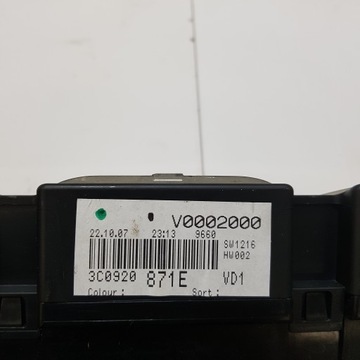 V0002000
22.10.07 23:13 9660
SW1216
HW002
3C0920 871E VD1
Colour : Sort :